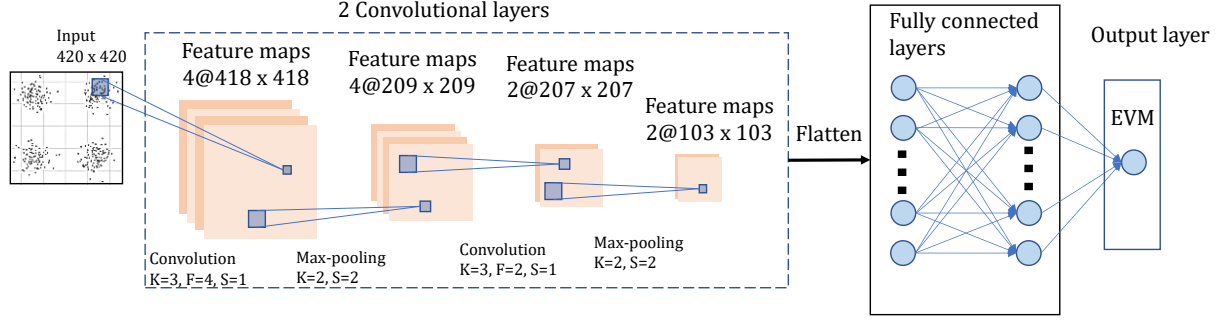 2 Convolutional layers
Input
420 x 420
Feature maps
4@418 x 418
Feature maps
4@209 x 209
Feature maps
2@207 x 207
Feature maps
2@103 x 103
Convolution
K=3, F=4, S=1
Max-pooling
K=2, S=2
Convolution
K=3, F=2, S=1
Max-pooling
K=2, S=2
Flatten
Fully connected
layers
Output layer
EVM